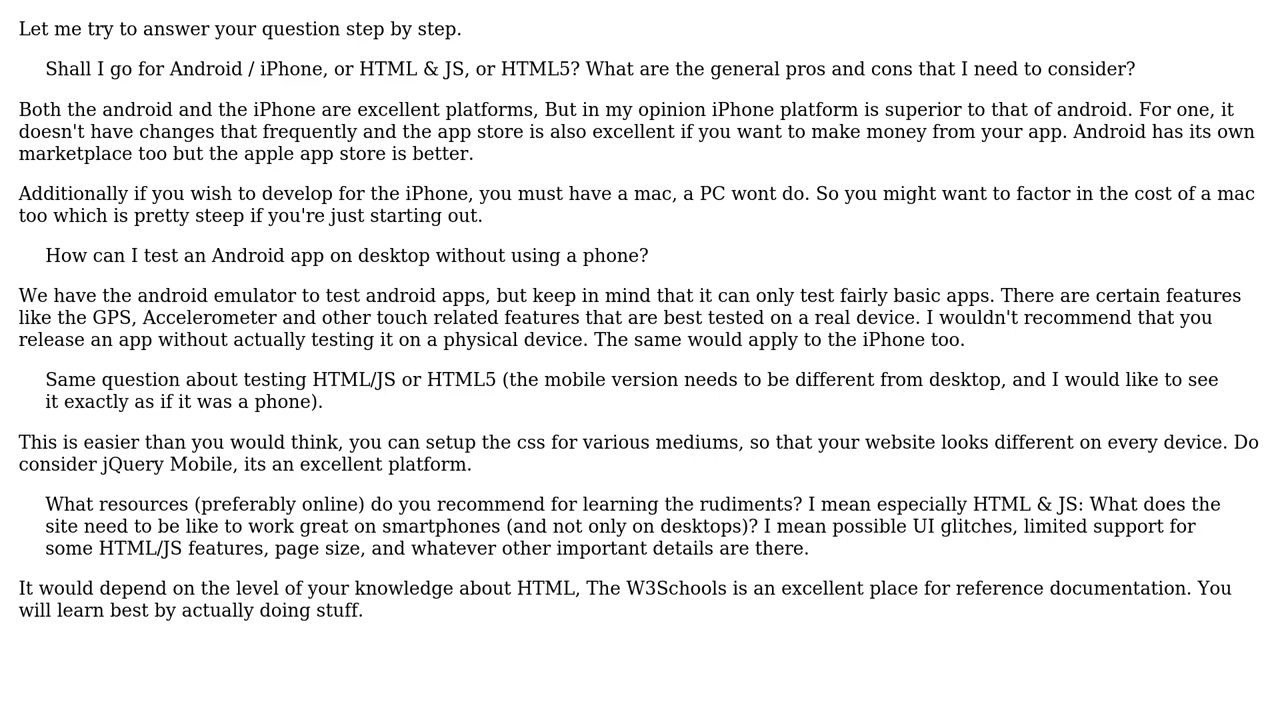 Let me try to answer your question step by step.
Shall I go for Android / iPhone, or HTML & JS, or HTML5? What are the general pros and cons that I need to consider?
Both the android and the iPhone are excellent platforms, But in my opinion iPhone platform is superior to that of android. For one, it
doesn't have changes that frequently and the app store is also excellent if you want to make money from your app. Android has its own
marketplace too but the apple app store is better.
Additionally if you wish to develop for the iPhone, you must have a mac, a PC wont do. So you might want to factor in the cost of a mac
too which is pretty steep if you're just starting out.
How can I test an Android app on desktop without using a phone?
We have the android emulator to test android apps, but keep in mind that it can only test fairly basic apps. There are certain features
like the GPS, Accelerometer and other touch related features that are best tested on a real device. I wouldn't recommend that you
release an app without actually testing it on a physical device. The same would apply to the iPhone too.
Same question about testing HTML/JS or HTML5 (the mobile version needs to be different from desktop, and I would like to see
it exactly as if it was a phone).
This is easier than you would think, you can setup the css for various mediums, so that your website looks different on every device. Do
consider jQuery Mobile, its an excellent platform.
What resources (preferably online) do you recommend for learning the rudiments? I mean especially HTML & JS: What does the
site need to be like to work great on smartphones (and not only on desktops)? I mean possible UI glitches, limited support for
some HTML/JS features, page size, and whatever other important details are there.
It would depend on the level of your knowledge about HTML, The W3Schools is an excellent place for reference documentation. You
will learn best by actually doing stuff.